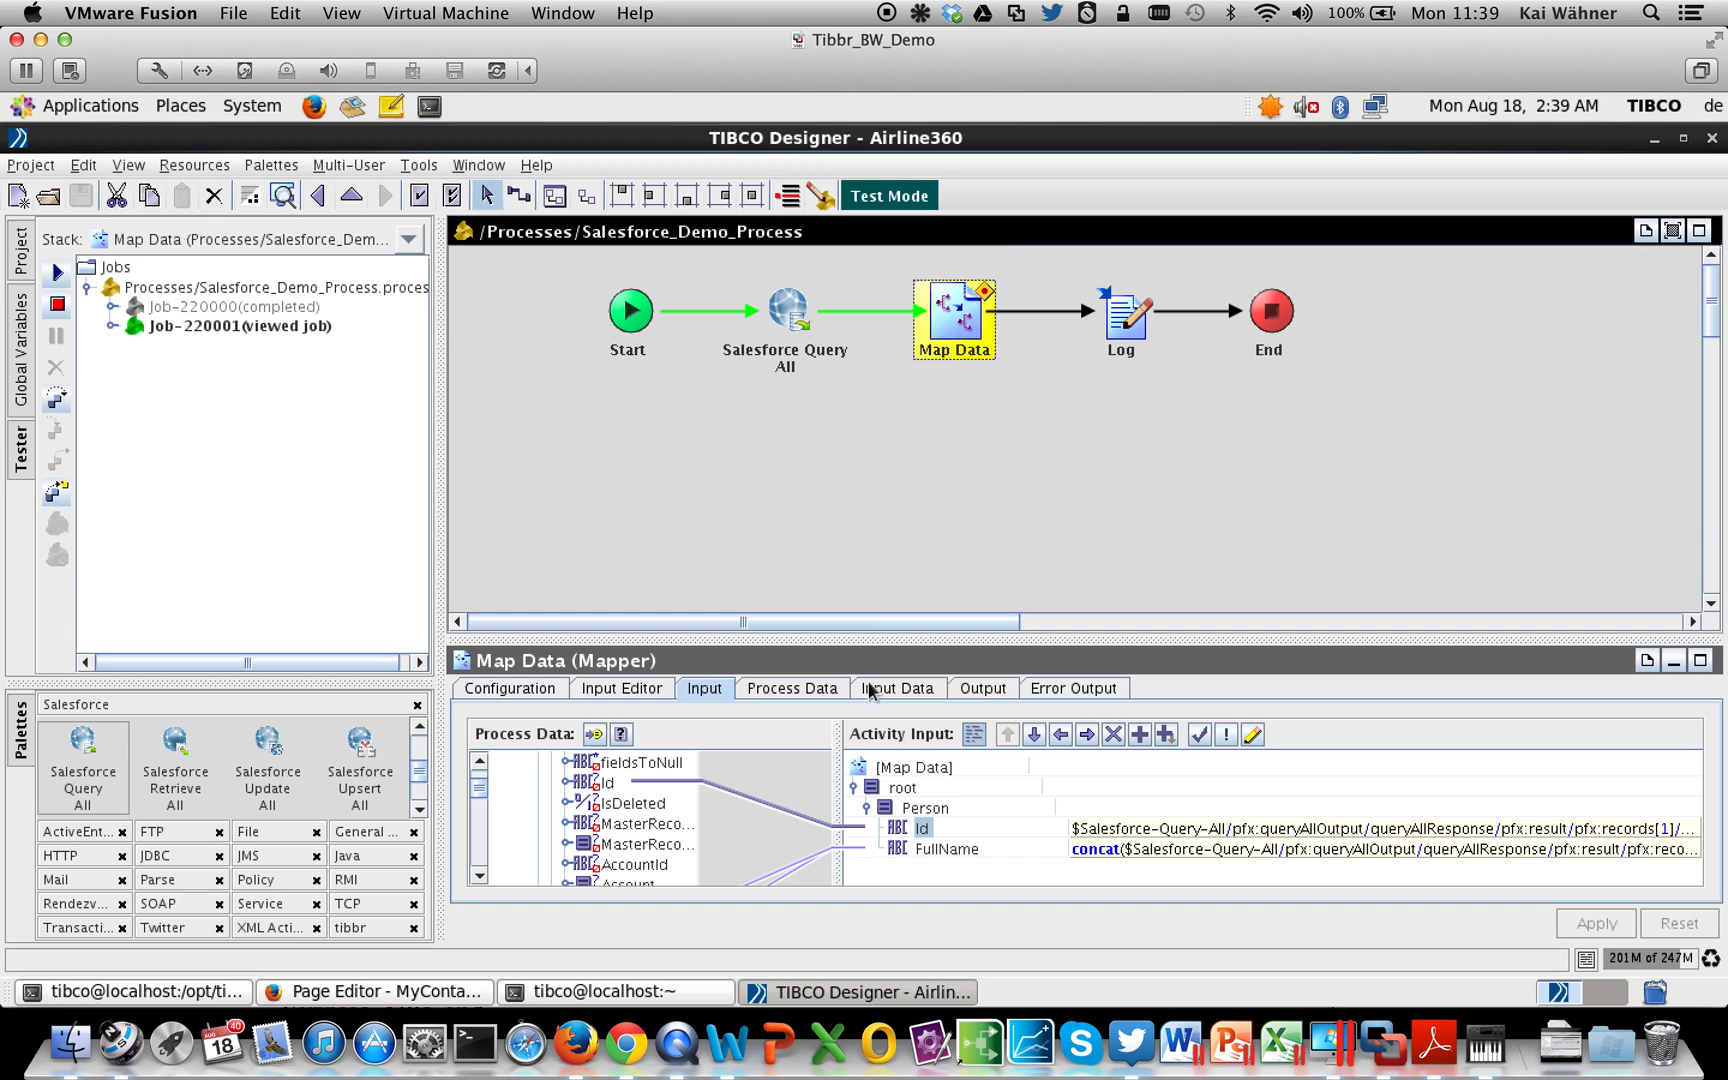 VMware Fusion File Edit View Virtual Machine Window Help 100% Mon 11:39 Kai Wähner
Tibbr_BW_Demo
Applications Places System Mon Aug 18, 2:39 AM TIBCO de
TIBCO Designer - Airline360
Project Edit View Resources Palettes Multi-User Tools Window Help
Test Mode
Project
Global Variables
Tester
Stack: Map Data (Processes/Salesforce_Dem...
Jobs
Processes/Salesforce_Demo_Process.proces
Job-220000(completed)
Job-220001(viewed job)
/Processes/Salesforce_Demo_Process
Start
Salesforce Query All
Map Data
Log
End
Palettes
Salesforce
Salesforce Query All
Salesforce Retrieve All
Salesforce Update All
Salesforce Upsert All
ActiveEnt... FTP File General ...
HTTP JDBC JMS Java
Mail Parse Policy RMI
Rendezv... SOAP Service TCP
Transacti... Twitter XML Acti... tibbr
Map Data (Mapper)
Configuration Input Editor Input Process Data Input Data Output Error Output
Process Data: Activity Input:
fieldsToNull
Id
IsDeleted
MasterReco...
MasterReco...
AccountId
Account
[Map Data]
root
Person
Id $Salesforce-Query-All/pfx:queryAllOutput/queryAllResponse/pfx:result/pfx:records[1]/...
FullName concat($Salesforce-Query-All/pfx:queryAllOutput/queryAllResponse/pfx:result/pfx:reco...
Apply Reset
201M of 247M
tibco@localhost:/opt/ti... Page Editor - MyConta... tibco@localhost:~ TIBCO Designer - Airlin...
40
18